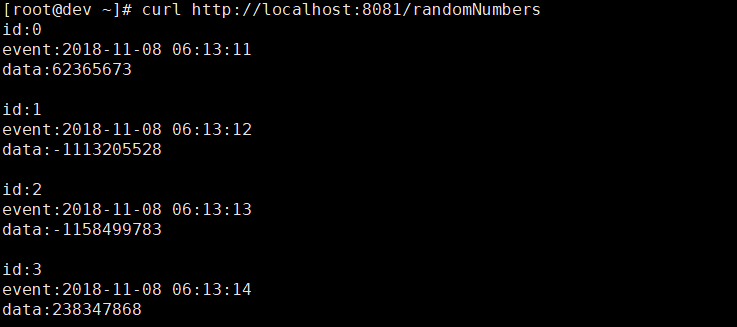 [root@dev ~]# curl http://localhost:8081/randomNumbers
id:0
event:2018-11-08 06:13:11
data:62365673
id:1
event:2018-11-08 06:13:12
data:-1113205528
id:2
event:2018-11-08 06:13:13
data:-1158499783
id:3
event:2018-11-08 06:13:14
data:238347868